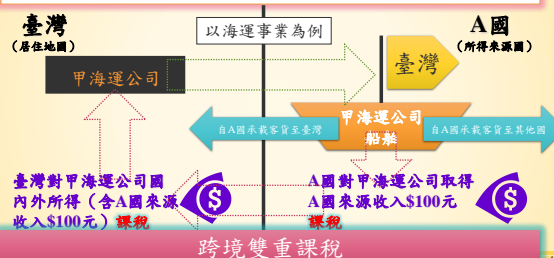 臺灣
（居住地國）
以海運事業為例
A國
（所得來源國）
臺灣
甲海運公司
甲海運公司
船舶
自A國承載客貨至臺灣
自A國承載客貨至其他國
臺灣對甲海運公司國
內外所得（含A國來源
收入$100元）課稅
$
A國對甲海運公司取得
A國來源收入$100元
課稅
$
跨境雙重課稅